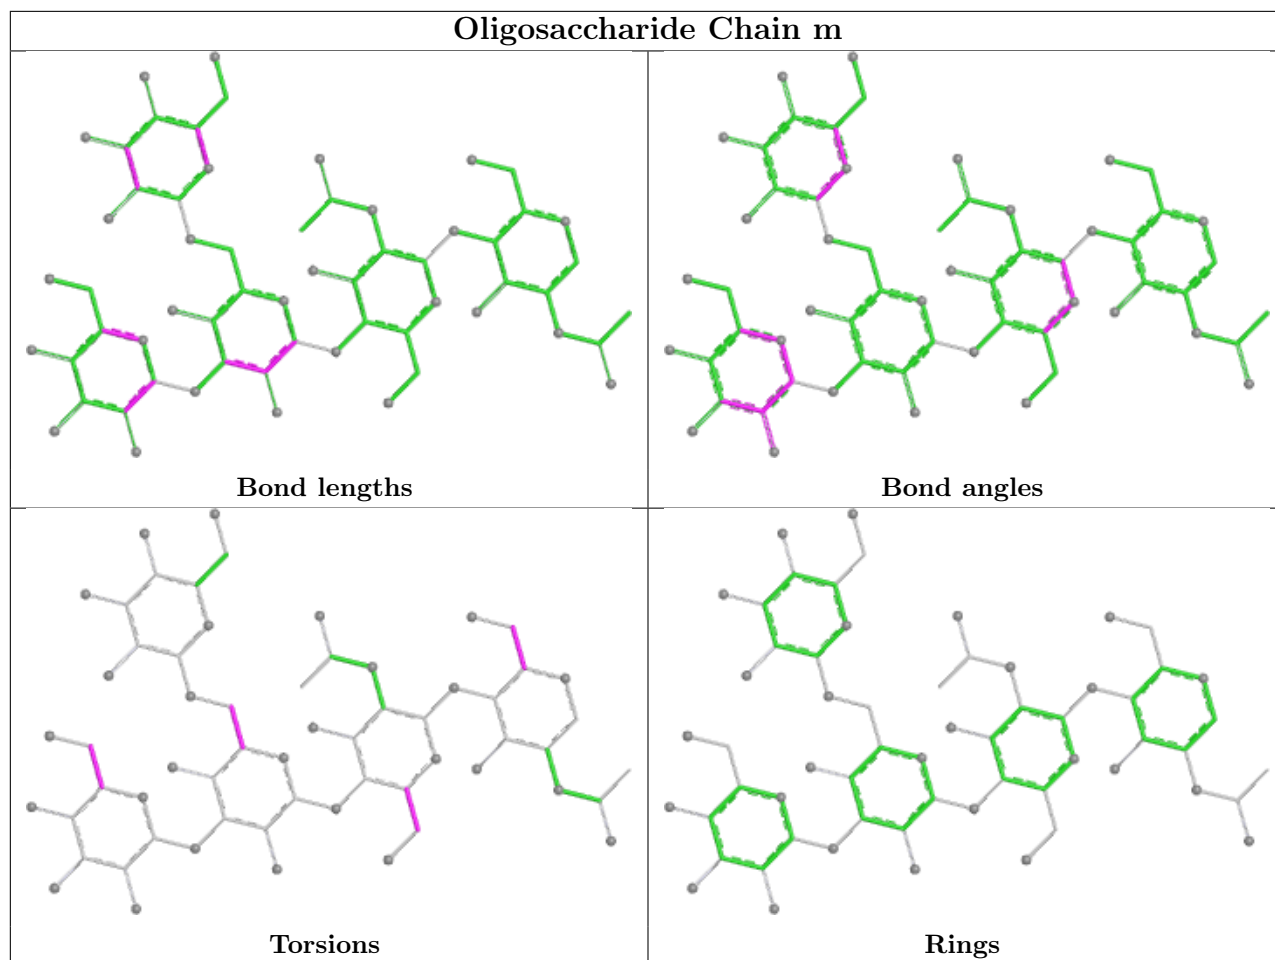 Oligosaccharide Chain m
Bond lengths
Bond angles
Torsions
Rings